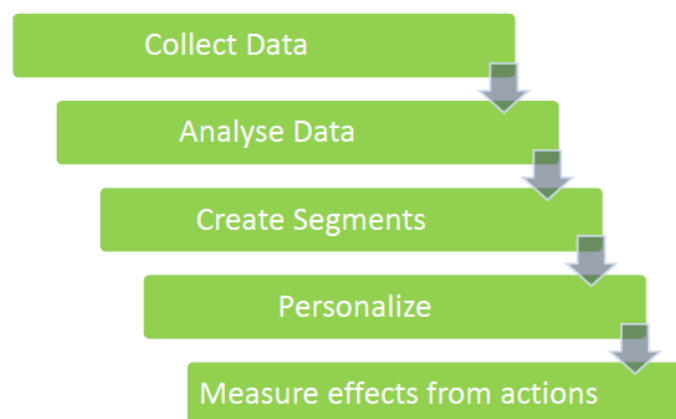 Collect Data
Analyse Data
Create Segments
Personalize
Measure effects from actions